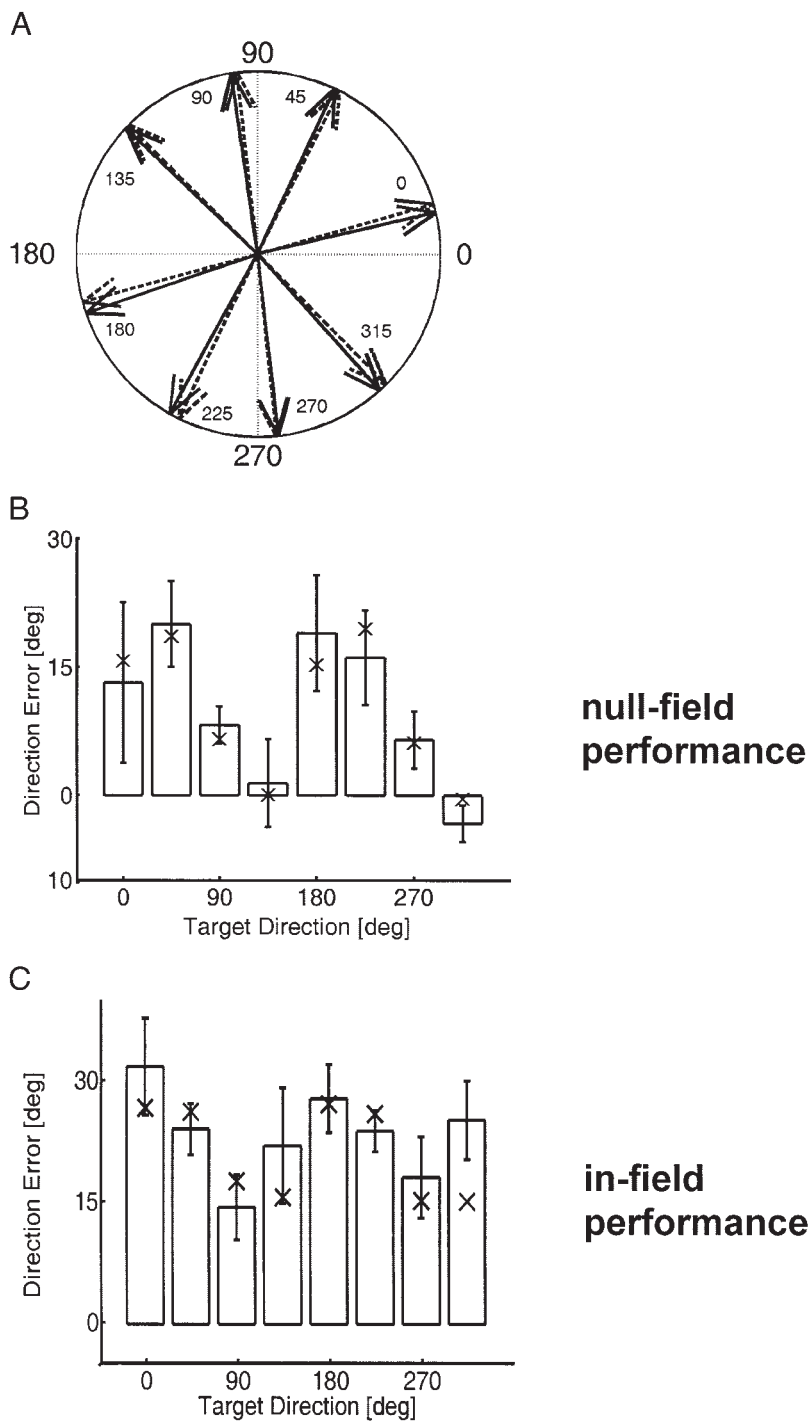 A
90
90
45
135
0
180
0
180
315
225
270
270
B
30
Direction Error [deg]
15
0
10
0
90
180
270
Target Direction [deg]
null-field
performance
C
Direction Error [deg]
30
15
0
0
90
180
270
Target Direction [deg]
in-field
performance